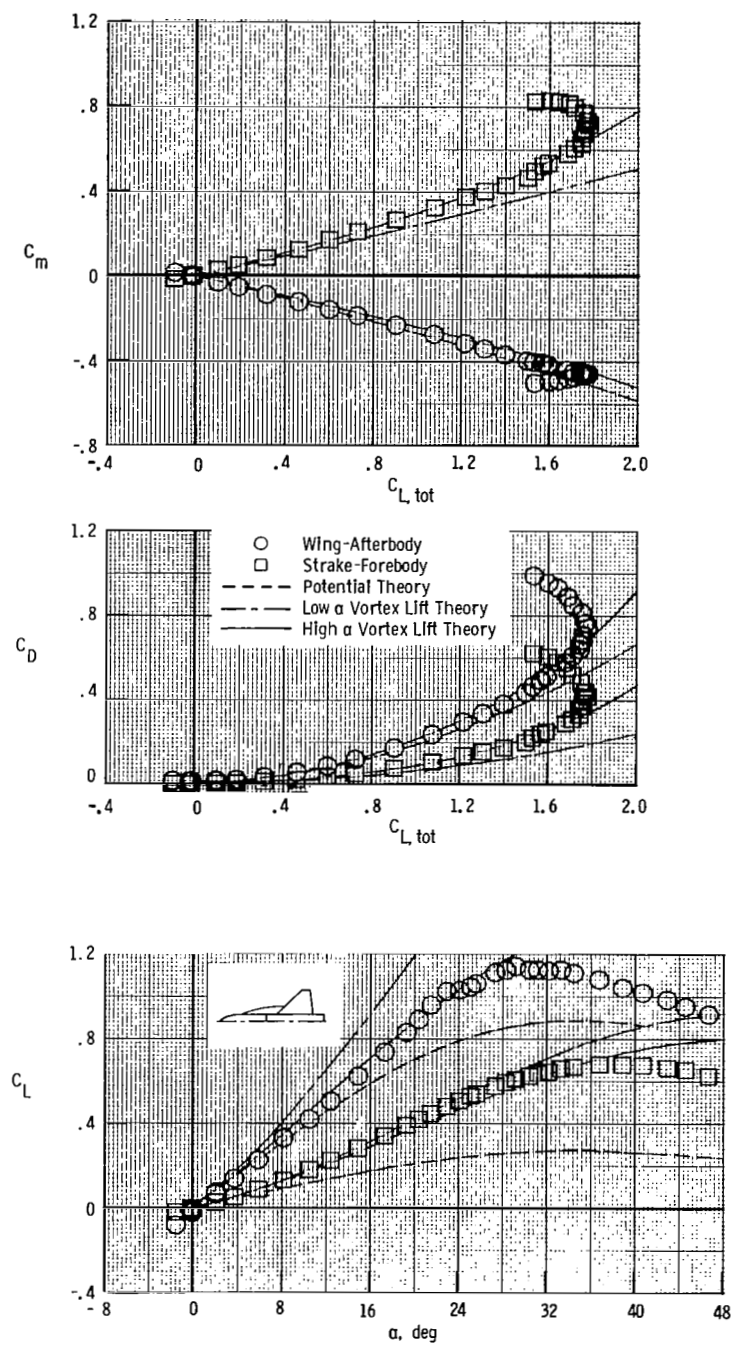 1.2
.8
.4
0
-.4
-.8
C_m
-.4 0 .4 .8 1.2 1.6 2.0
C_L, tot
1.2
.8
.4
0
C_D
Wing-Afterbody
Strake-Forebody
Potential Theory
Low α Vortex Lift Theory
High α Vortex Lift Theory
-.4 0 .4 .8 1.2 1.6 2.0
C_L, tot
1.2
.8
.4
0
-.4
C_L
-8 0 8 16 24 32 40 48
α, deg